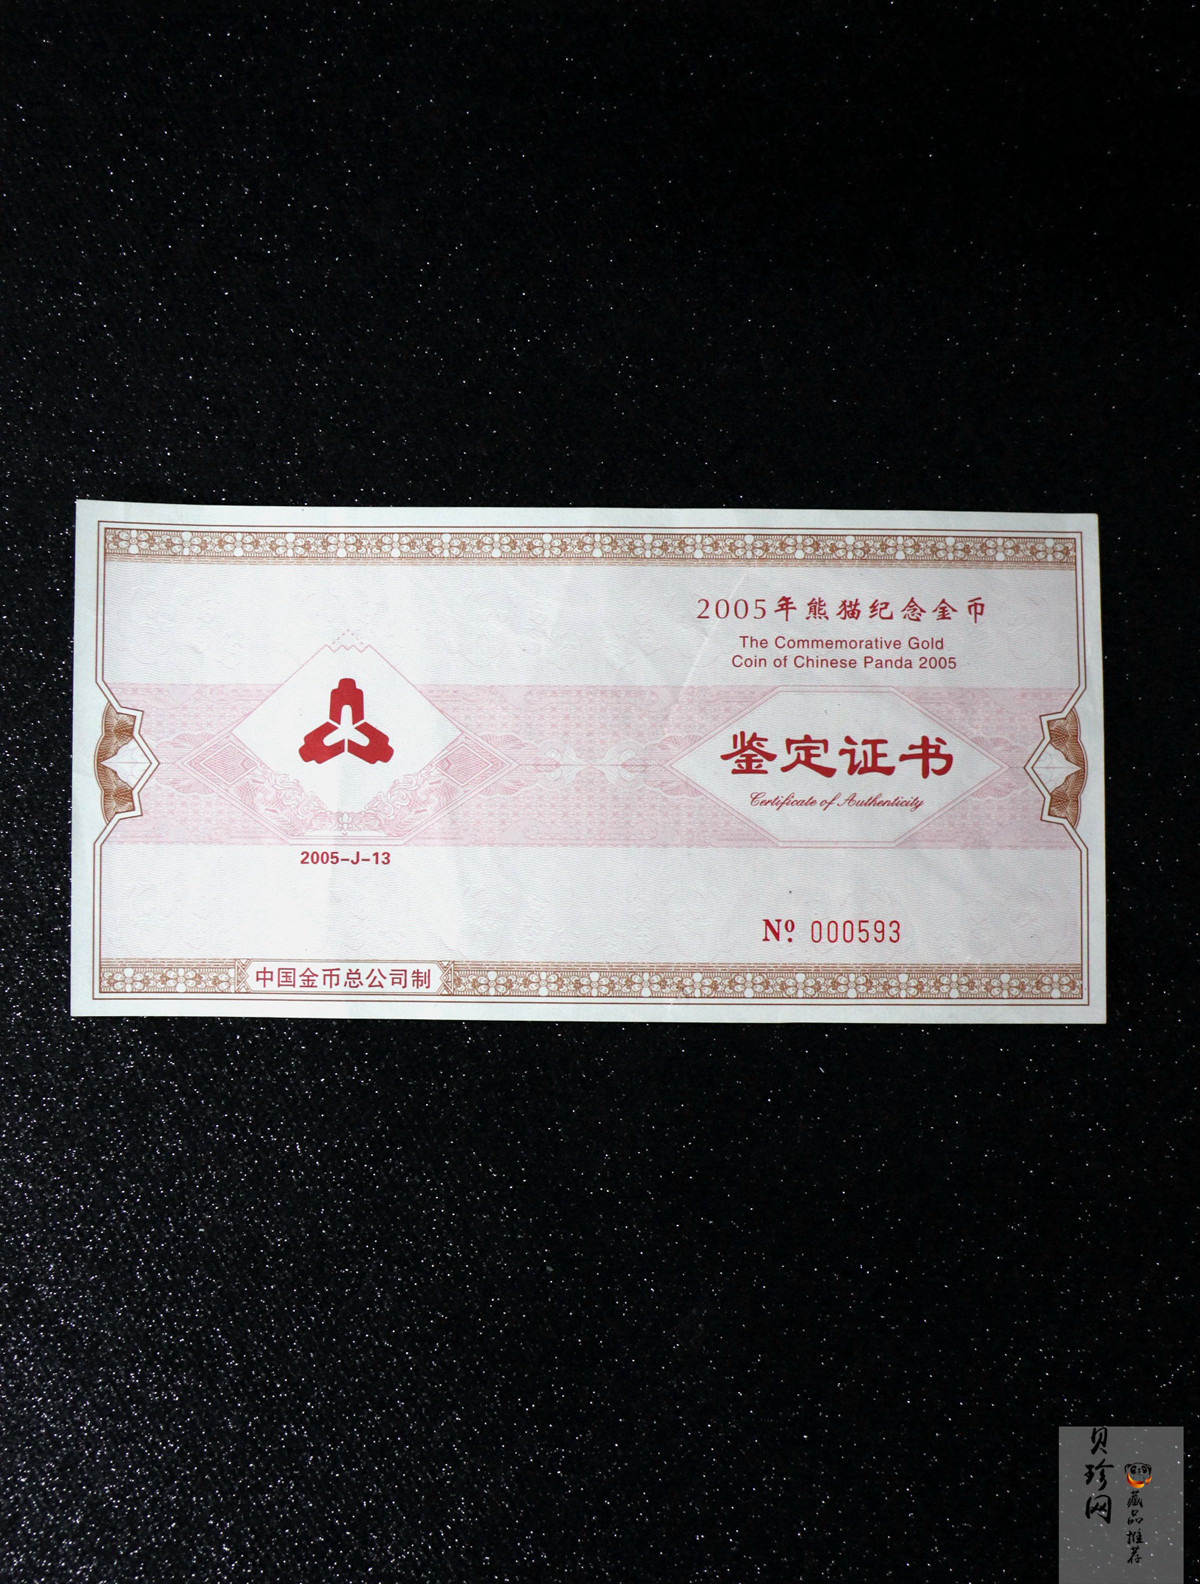 2005年熊猫纪念金币
The Commemorative Gold
Coin of Chinese Panda 2005
鉴定证书
Certificate of Authenticity
2005-J-13
Nº. 000593
中国金币总公司制
贝珍网
藏品推荐